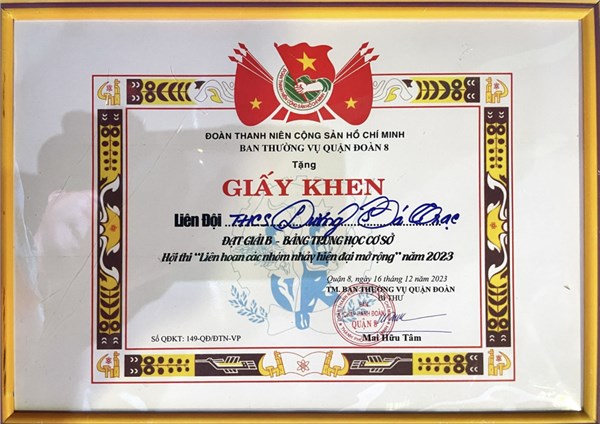 ĐOÀN THANH NIÊN CỘNG SẢN HỒ CHÍ MINH
BAN THƯỜNG VỤ QUẬN ĐOÀN 8
Tặng
GIẤY KHEN
Liên Đội THCS Dương Bá Trạc
ĐẠT GIẢI B - BẢNG TRUNG HỌC CƠ SỞ
Hội thi "Liên hoan các nhóm nhảy hiện đại mở rộng" năm 2023
Quận 8, ngày 16 tháng 12 năm 2023
TM. BAN THƯỜNG VỤ QUẬN ĐOÀN
BÍ THƯ
QUẬN 8
Số QĐKT: 149-QĐ/ĐTN-VP
Mai Hữu Tâm